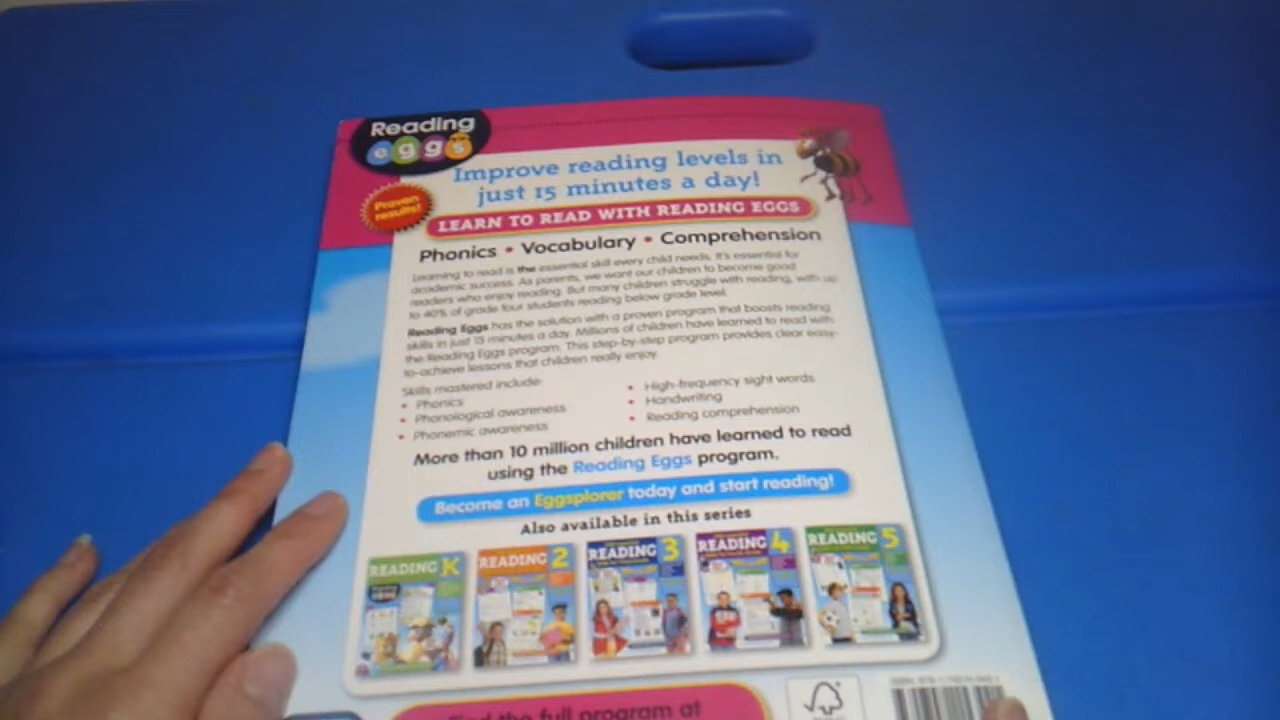 Reading
eggs
Improve reading levels in
just 15 minutes a day!
Proven
results!
LEARN TO READ WITH READING EGGS
Phonics • Vocabulary • Comprehension
Learning to read is the essential skill every child needs. It's essential for
academic success. As parents, we want our children to become good
readers who enjoy reading. But many children struggle with reading, with up
to 40% of grade four students reading below grade level.
Reading Eggs has the solution with a proven program that boosts reading
skills in just 15 minutes a day. Millions of children have learned to read with
the Reading Eggs program. This step-by-step program provides clear easy-
to-achieve lessons that children really enjoy.
Skills mastered include:
• Phonics
• Phonological awareness
• Phonemic awareness
• High-frequency sight words
• Handwriting
• Reading comprehension
More than 10 million children have learned to read
using the Reading Eggs program.
Become an Eggsplorer today and start reading!
Also available in this series
READING K
READING 2
READING 3
READING 4
READING 5
Find the full program at
FSC